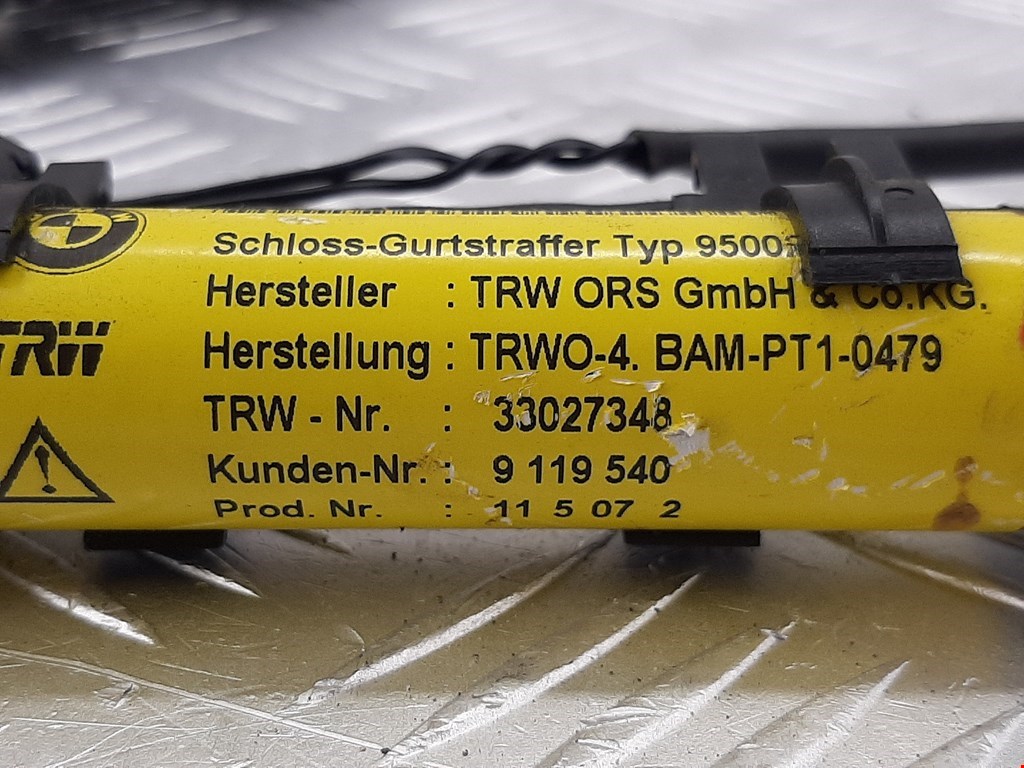 Schloss-Gurtstraffer Typ
Hersteller : TRW ORS GmbH & Co.KG.
TRW
Herstellung : TRWO-4. BAM-PT1-0479
TRW - Nr. : 33027348
Kunden-Nr. : 9 119 540
Prod. Nr. : 11 5 07 2